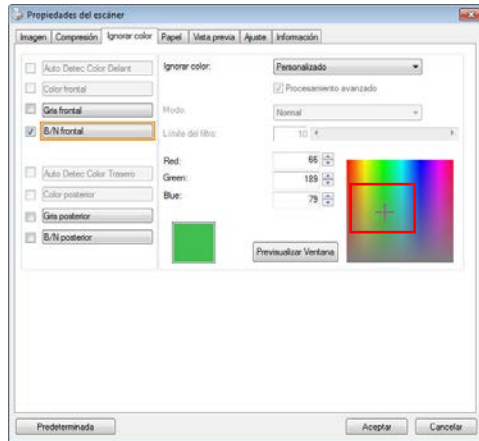 Propiedades del escáner
Imagen Compresión Ignorar color Papel Vista previa Ajuste Información
Auto Detec Color Delant
Color frontal
Gris frontal
B/N frontal
Auto Detec Color Trasero
Color posterior
Gris posterior
B/N posterior
Ignorar color: Personalizado
Procesamiento avanzado
Modo: Normal
Límite del filtro: 10
Red: 66
Green: 189
Blue: 79
Previsualizar Ventana
Predeterminada Aceptar Cancelar